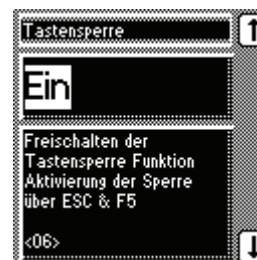 Tastensperre
Ein
Freischalten der
Tastensperre Funktion
Aktivierung der Sperre
über ESC & F5
<06>